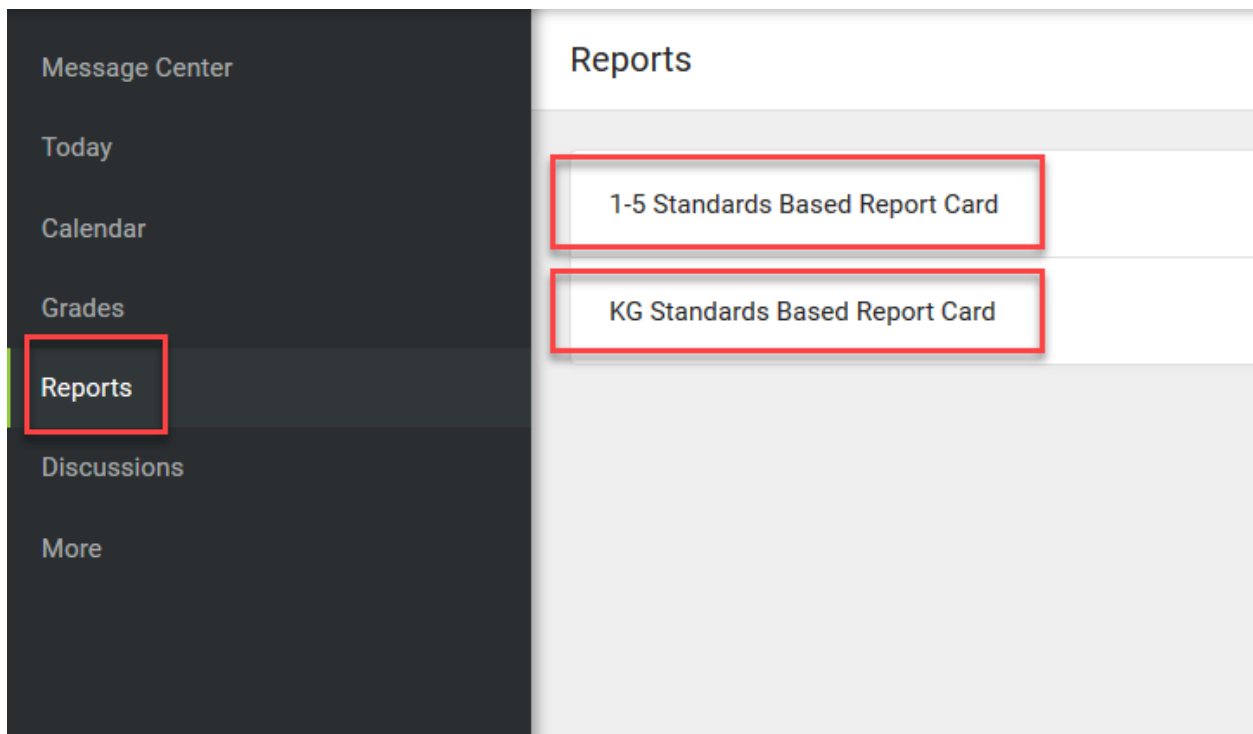 Message Center
Today
Calendar
Grades
Reports
Discussions
More
Reports
1-5 Standards Based Report Card
KG Standards Based Report Card